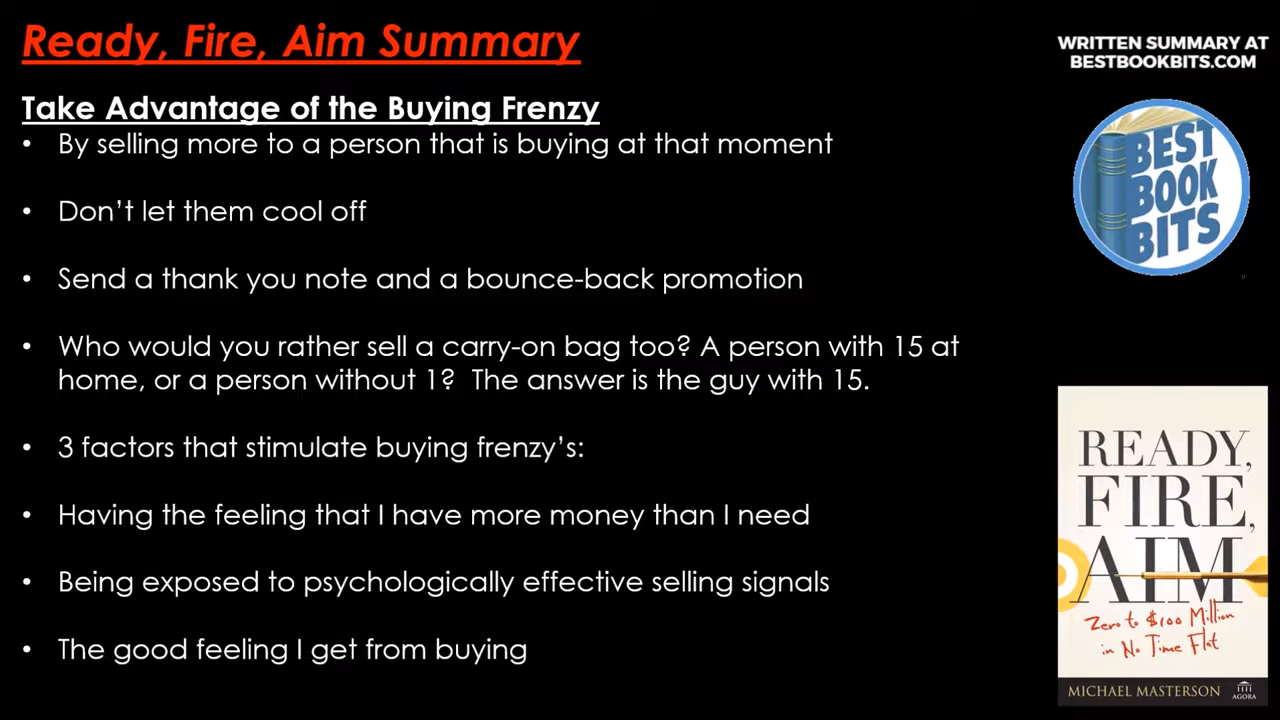 Ready, Fire, Aim Summary
WRITTEN SUMMARY AT
BESTBOOKBITS.COM
Take Advantage of the Buying Frenzy
• By selling more to a person that is buying at that moment
• Don’t let them cool off
• Send a thank you note and a bounce-back promotion
• Who would you rather sell a carry-on bag too? A person with 15 at
home, or a person without 1?  The answer is the guy with 15.
• 3 factors that stimulate buying frenzy’s:
• Having the feeling that I have more money than I need
• Being exposed to psychologically effective selling signals
• The good feeling I get from buying
BEST
BOOK
BITS
READY,
FIRE,
AIM
Zero to $100 Million
in No Time Flat
MICHAEL MASTERSON
AGORA